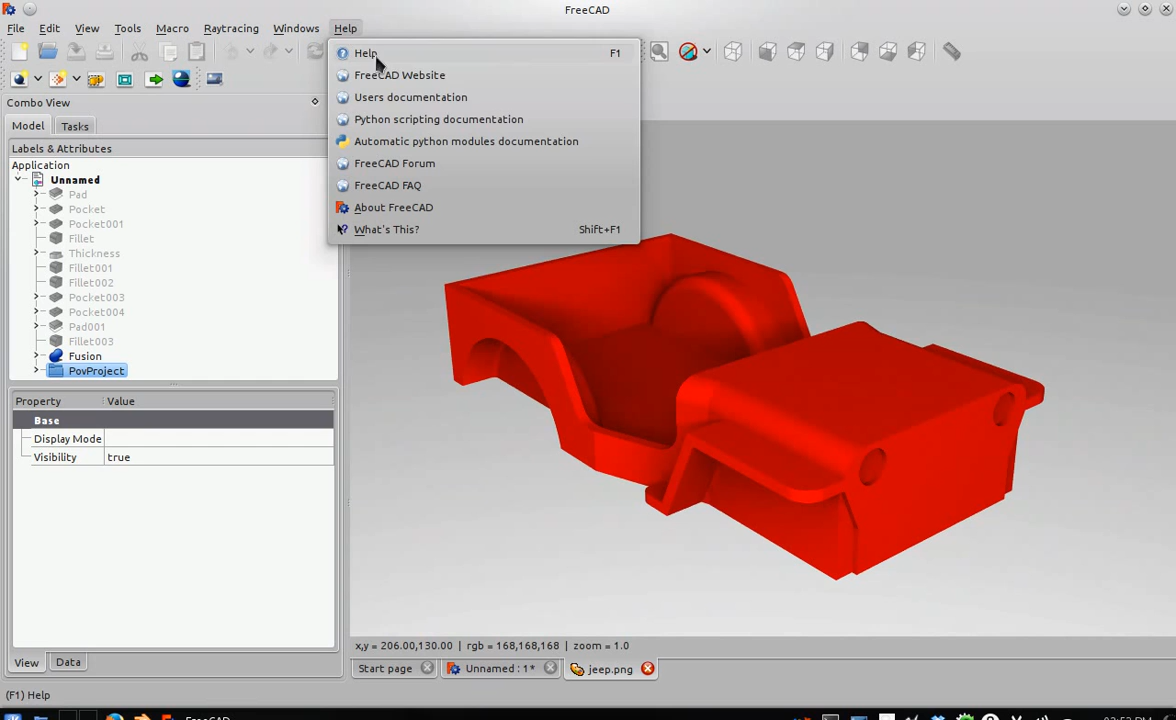 FreeCAD
File Edit View Tools Macro Raytracing Windows Help
Help F1
FreeCAD Website
Users documentation
Python scripting documentation
Automatic python modules documentation
FreeCAD Forum
FreeCAD FAQ
About FreeCAD
What's This? Shift+F1
Combo View
Model Tasks
Labels & Attributes
Application
Unnamed
Pad
Pocket
Pocket001
Fillet
Thickness
Fillet001
Fillet002
Pocket003
Pocket004
Pad001
Fillet003
Fusion
PovProject
Property Value
Base
Display Mode
Visibility true
View Data
x,y = 206.00,130.00 | rgb = 168,168,168 | zoom = 1.0
Start page Unnamed : 1* jeep.png
(F1) Help